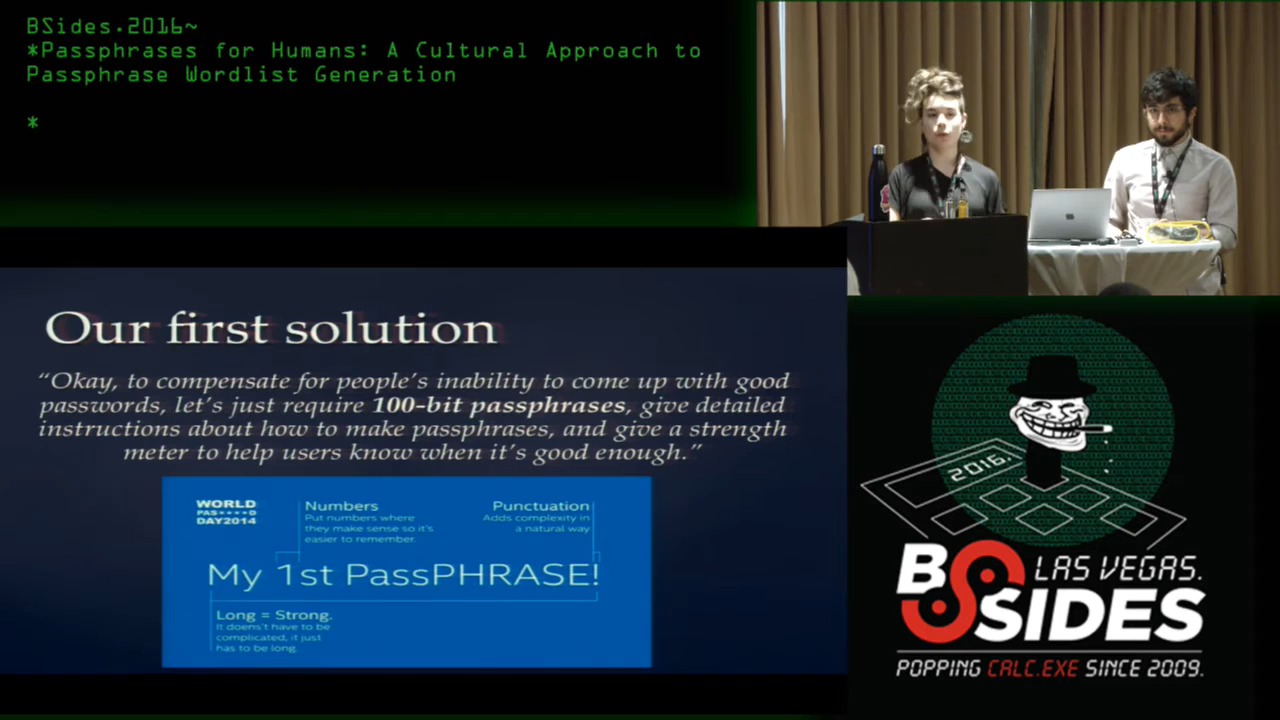 BSides.2016~
*Passphrases for Humans: A Cultural Approach to
Passphrase Wordlist Generation
*
Our first solution
“Okay, to compensate for people’s inability to come up with good
passwords, let’s just require 100-bit passphrases, give detailed
instructions about how to make passphrases, and give a strength
meter to help users know when it’s good enough.”
WORLD
PAS••••D
DAY2014
Numbers
Put numbers where
they make sense so it's
easier to remember.
Punctuation
Adds complexity in
a natural way
My 1st PassPHRASE!
Long = Strong.
It doens't have to be
complicated, it just
has to be long.
2016.
BSIDES
LAS VEGAS.
POPPING CALC.EXE SINCE 2009.